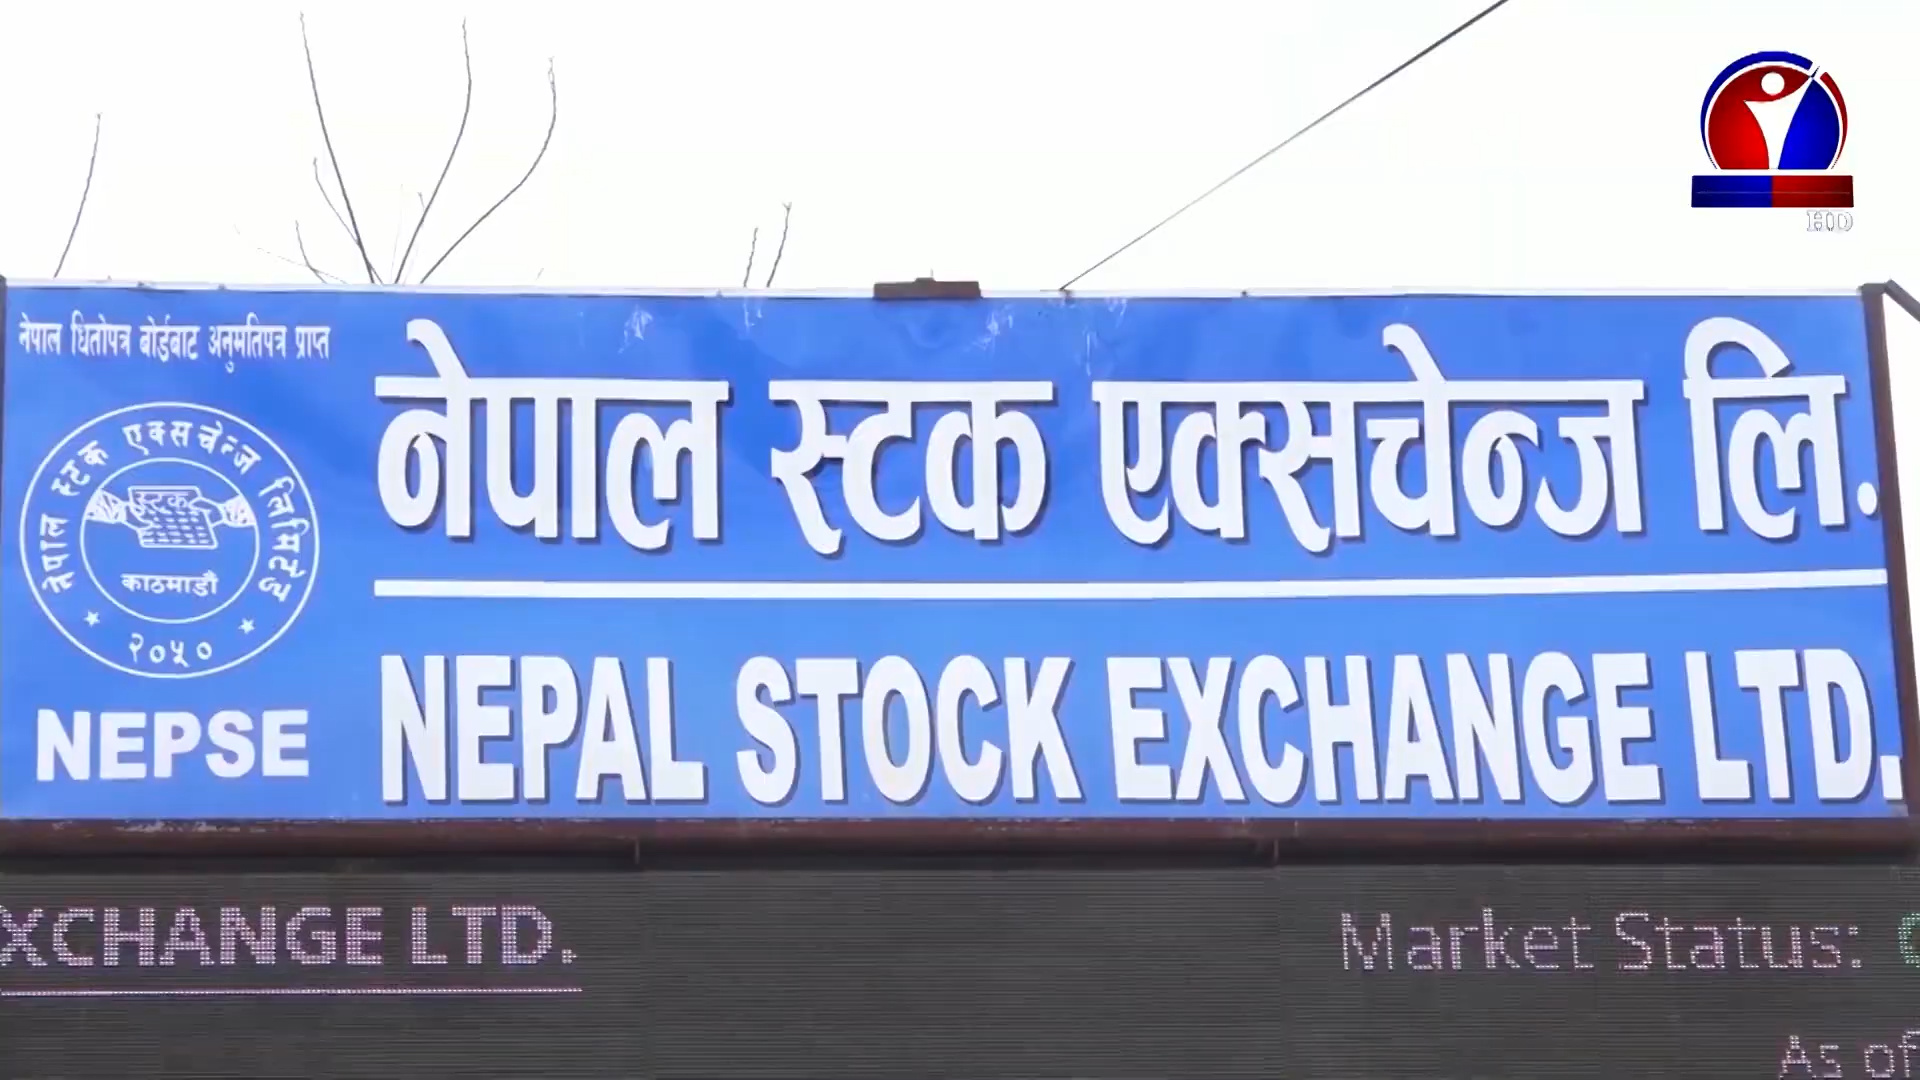 HD
नेपाल धितोपत्र बोर्डबाट अनुमतिपत्र प्राप्त
नेपाल स्टक एक्सचेन्ज लि.
नेपाल स्टक एक्सचेन्ज लिमिटेड
स्टक
काठमाडौं
२०५०
NEPSE
NEPAL STOCK EXCHANGE LTD.
XCHANGE LTD.
Market Status:
As of